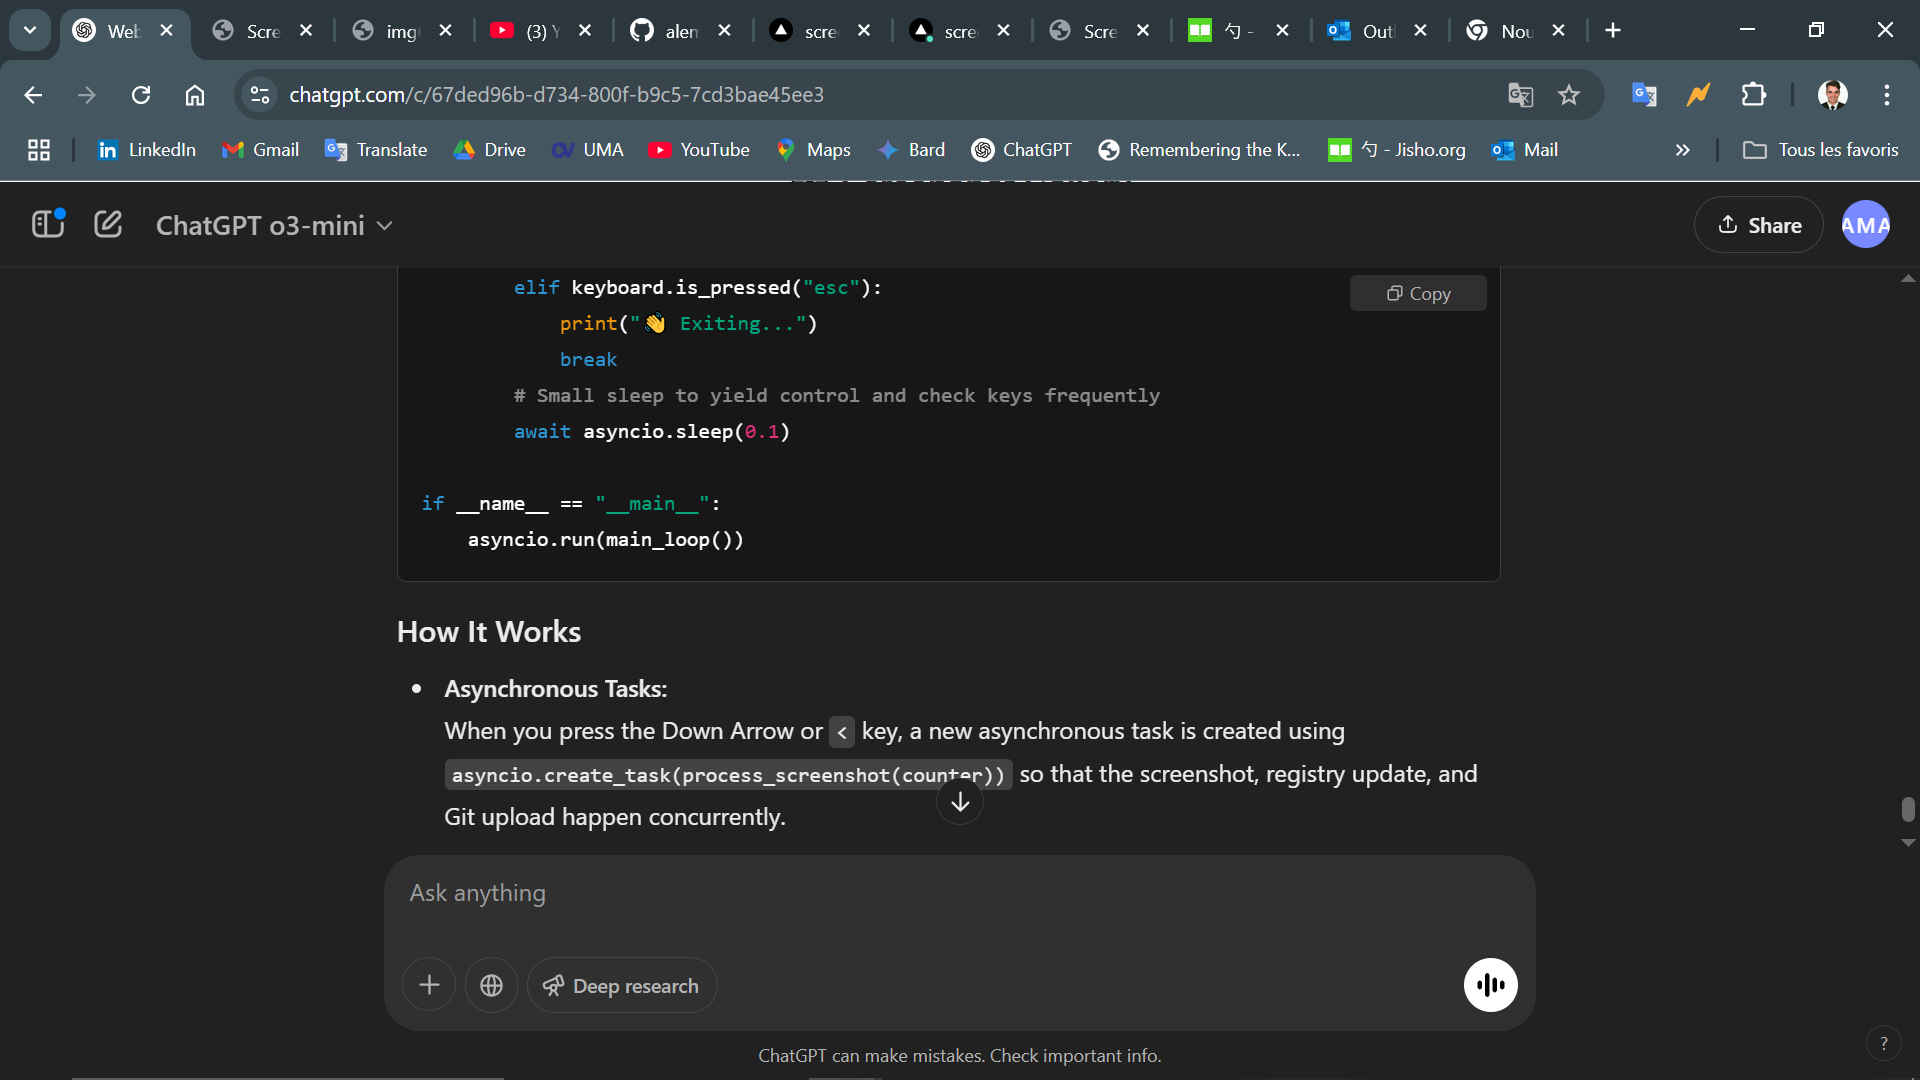 Web
Scre
img
(3) Y
alem
scre
scre
Scre
勺 -
Out
Nou
chatgpt.com/c/67ded96b-d734-800f-b9c5-7cd3bae45ee3
LinkedIn
Gmail
Translate
Drive
UMA
YouTube
Maps
Bard
ChatGPT
Remembering the K...
勺 - Jisho.org
Mail
Tous les favoris
ChatGPT o3-mini
Share
AMA
elif keyboard.is_pressed("esc"):
Copy
print("👋 Exiting...")
break
# Small sleep to yield control and check keys frequently
await asyncio.sleep(0.1)
if __name__ == "__main__":
asyncio.run(main_loop())
How It Works
• Asynchronous Tasks:
When you press the Down Arrow or < key, a new asynchronous task is created using
asyncio.create_task(process_screenshot(counter)) so that the screenshot, registry update, and
Git upload happen concurrently.
Ask anything
Deep research
ChatGPT can make mistakes. Check important info.
?